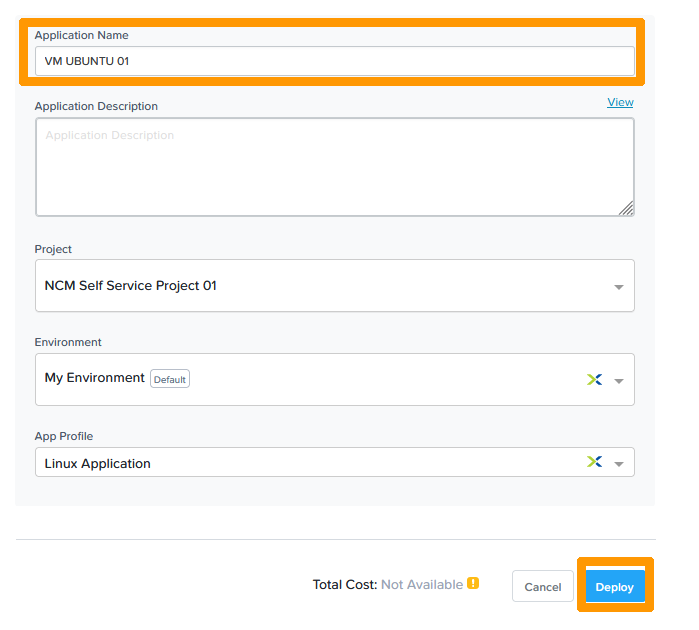 Application Name
VM UBUNTU 01
Application Description
View
Application Description
Project
NCM Self Service Project 01
Environment
My Environment Default
App Profile
Linux Application
Total Cost: Not Available !
Cancel
Deploy